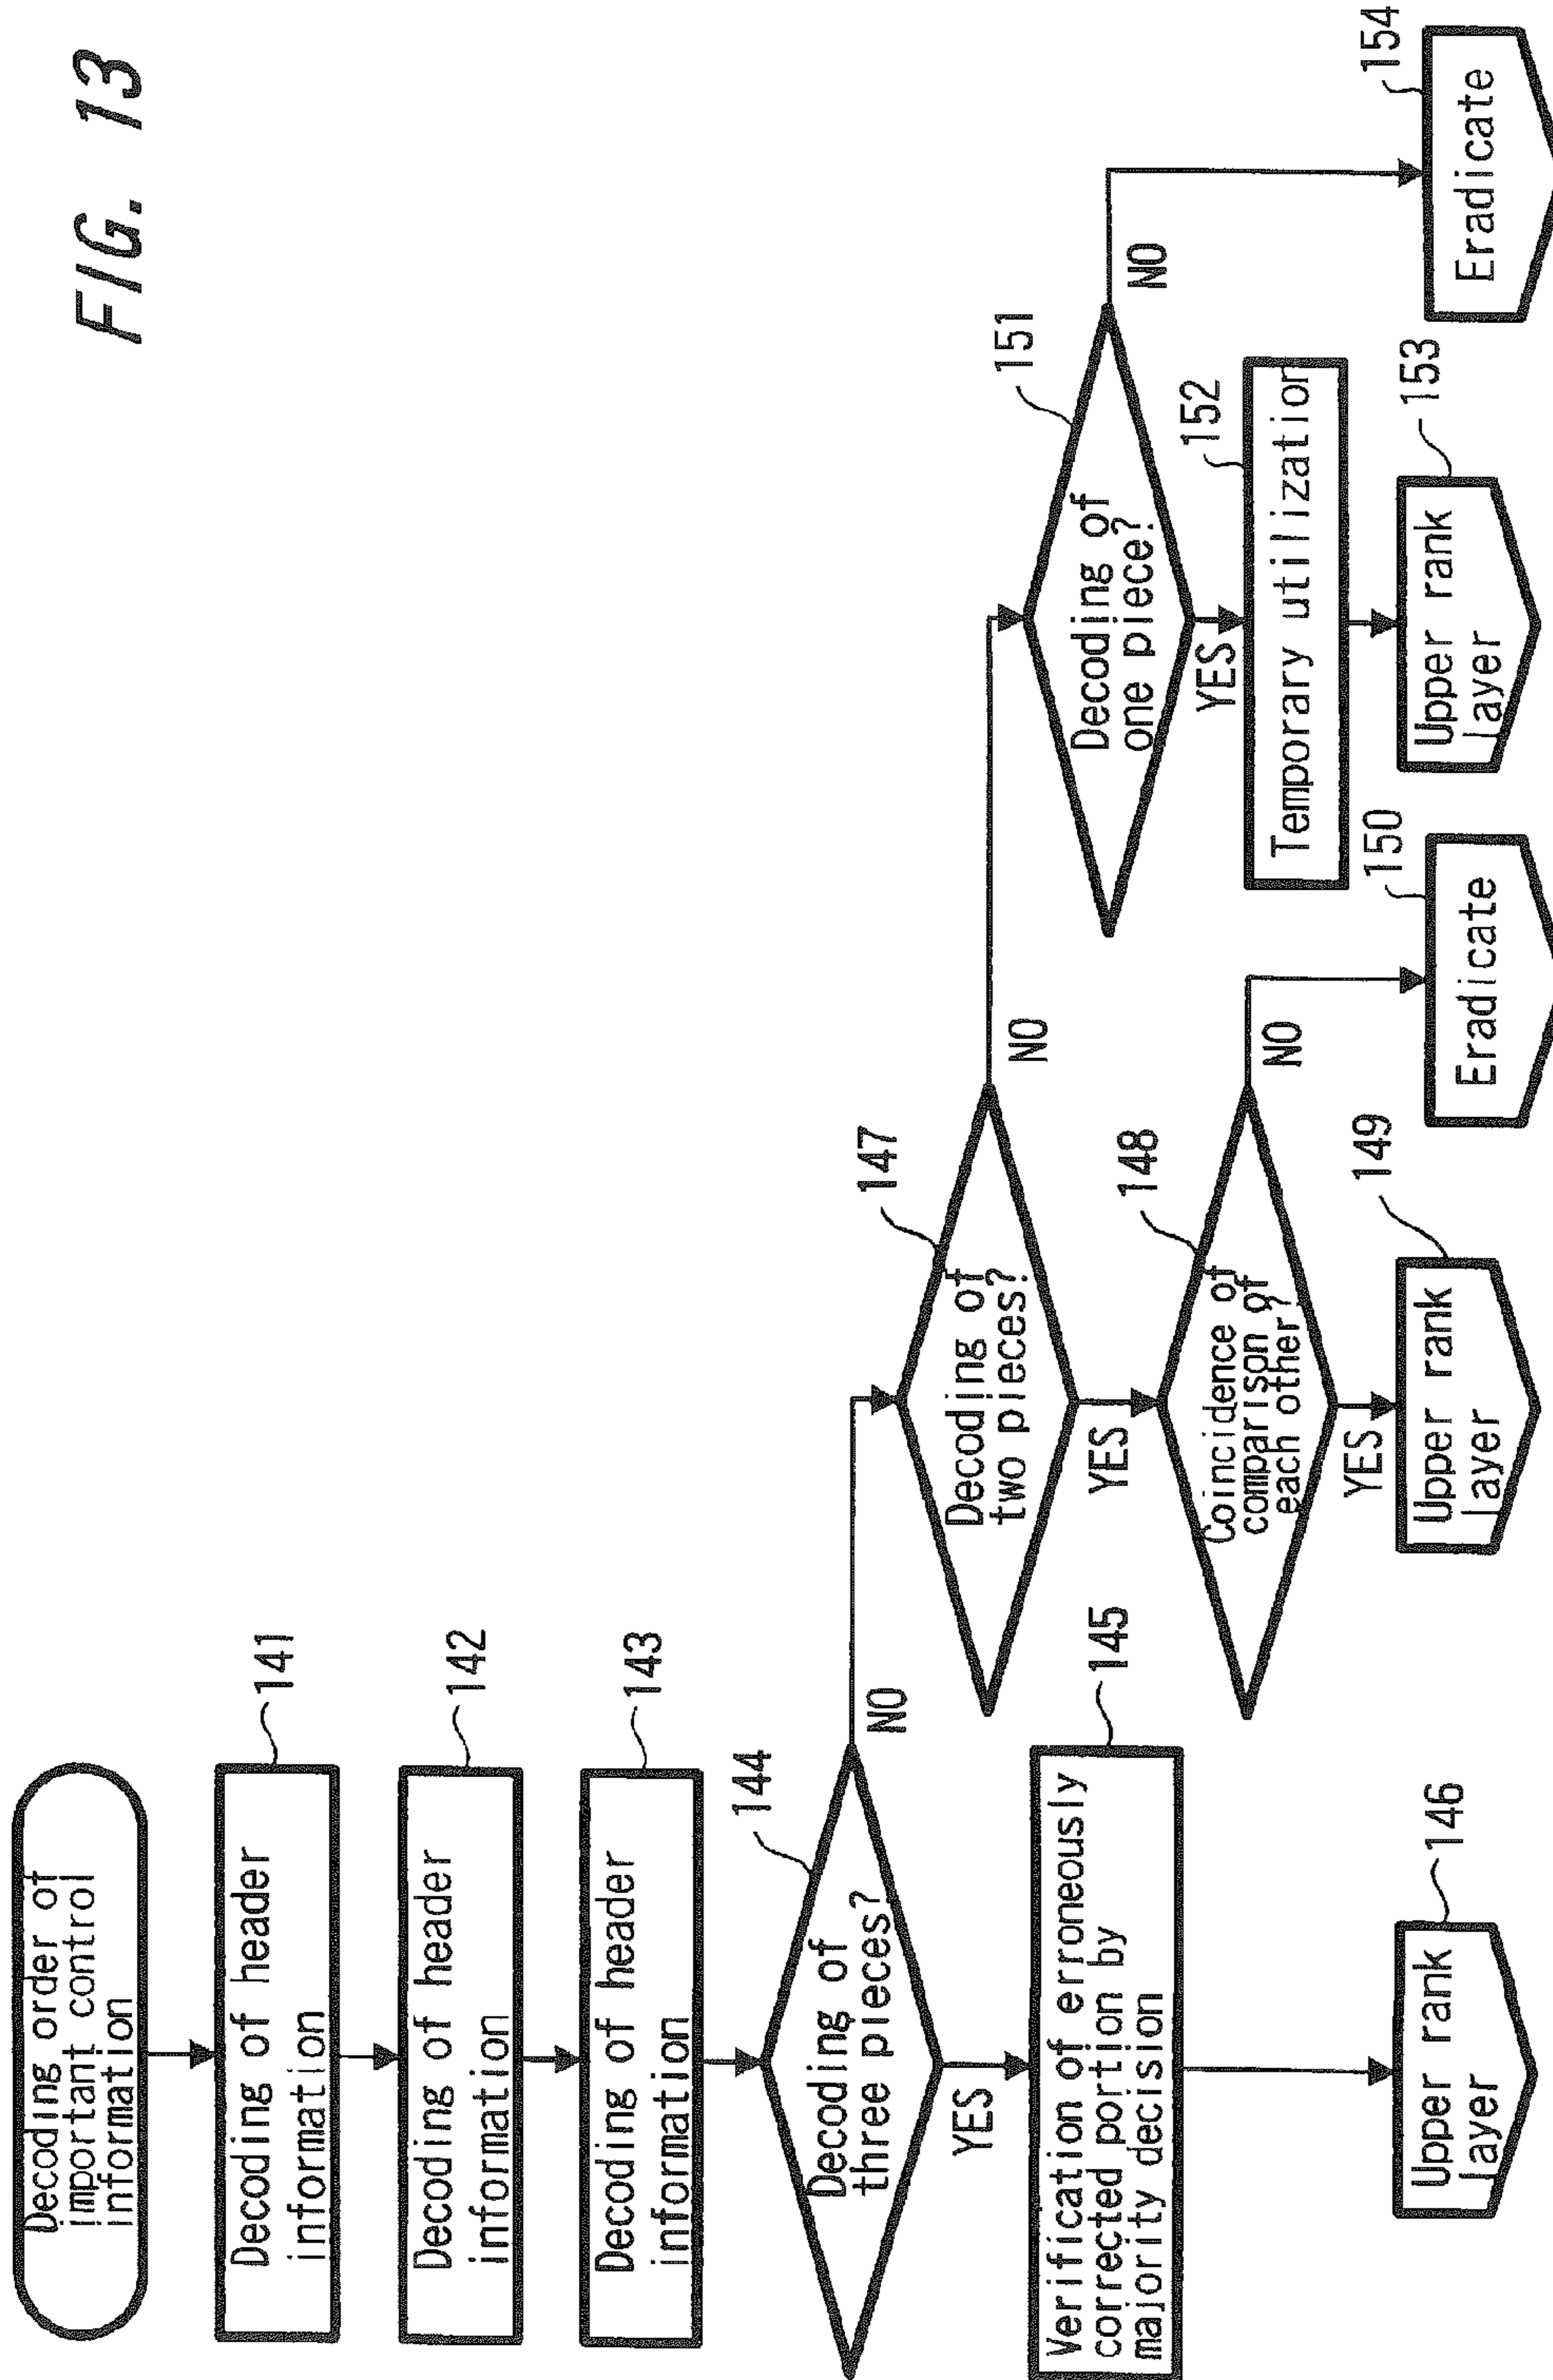 FIG. 13
Decoding order of
important control
information
Decoding of header
information
141
Decoding of header
information
142
Decoding of header
information
143
Decoding of
three pieces?
144
NO
YES
Verification of erroneously
corrected portion by
majority decision
145
Upper rank
layer
146
Decoding of
two pieces?
147
NO
YES
Coincidence of
comparison of
each other?
148
NO
YES
Upper rank
layer
149
Eradicate
150
Decoding of
one piece?
151
NO
YES
Temporary utilization
152
Upper rank
layer
153
Eradicate
154